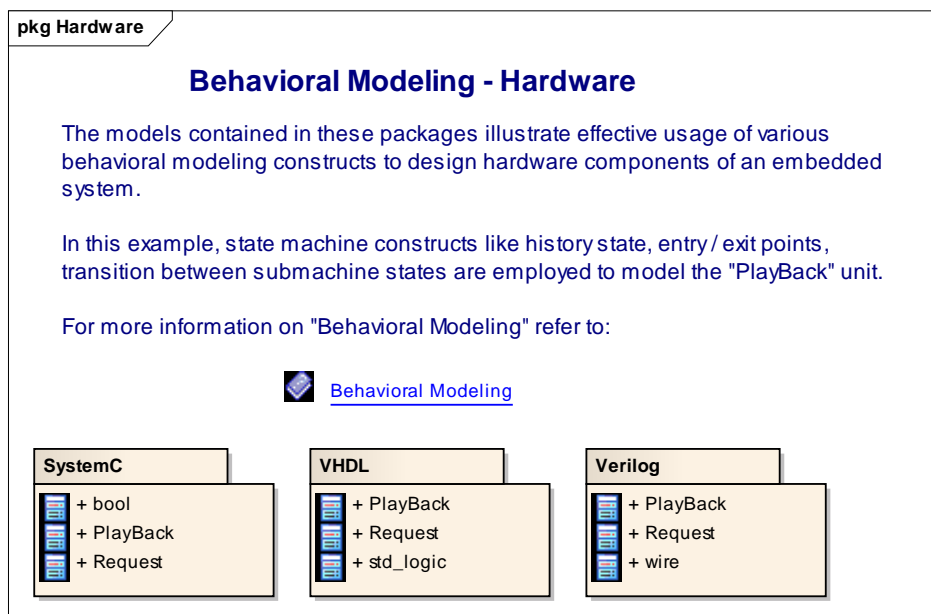 pkg Hardware
Behavioral Modeling - Hardware
The models contained in these packages illustrate effective usage of various
behavioral modeling constructs to design hardware components of an embedded
system.
In this example, state machine constructs like history state, entry / exit points,
transition between submachine states are employed to model the "PlayBack" unit.
For more information on "Behavioral Modeling" refer to:
Behavioral Modeling
SystemC
+ bool
+ PlayBack
+ Request
VHDL
+ PlayBack
+ Request
+ std_logic
Verilog
+ PlayBack
+ Request
+ wire